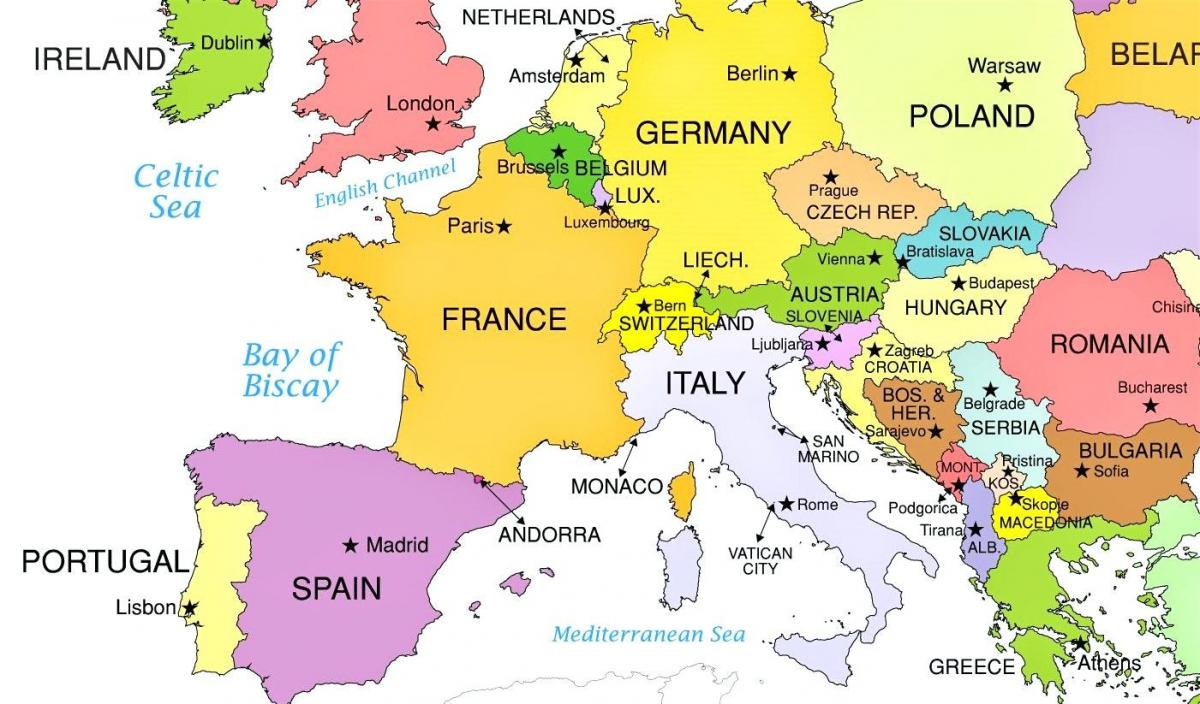 NETHERLANDS
IRELAND
Dublin
Amsterdam
London
Berlin
Warsaw
BELAR
POLAND
GERMANY
Celtic
Sea
English Channel
Brussels
BELGIUM
LUX.
Luxembourg
Prague
CZECH REP.
Paris
SLOVAKIA
Bratislava
Vienna
LIECH.
Budapest
HUNGARY
AUSTRIA
SLOVENIA
Bern
SWITZERLAND
FRANCE
Chisin
Ljubljana
Zagreb
CROATIA
ROMANIA
Bay of
Biscay
ITALY
Bucharest
BOS. &
HER.
Sarajevo
Belgrade
SERBIA
SAN
MARINO
BULGARIA
Sofia
MONT.
Pristina
KOS.
MONACO
Podgorica
Skopje
MACEDONIA
Rome
Tirana
ALB.
ANDORRA
VATICAN
CITY
PORTUGAL
Madrid
SPAIN
Lisbon
Mediterranean Sea
GREECE
Athens